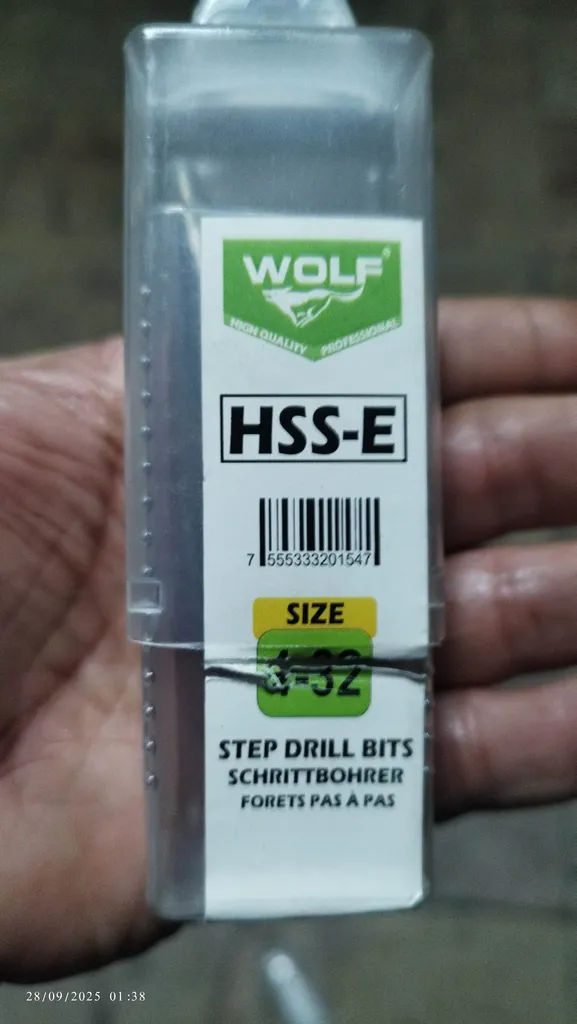 WOLF®
HIGH QUALITY PROFESSIONAL
HSS-E
7 555333201547
SIZE
4-32
STEP DRILL BITS
SCHRITTBOHRER
FORETS PAS À PAS
28/09/2025 01:38